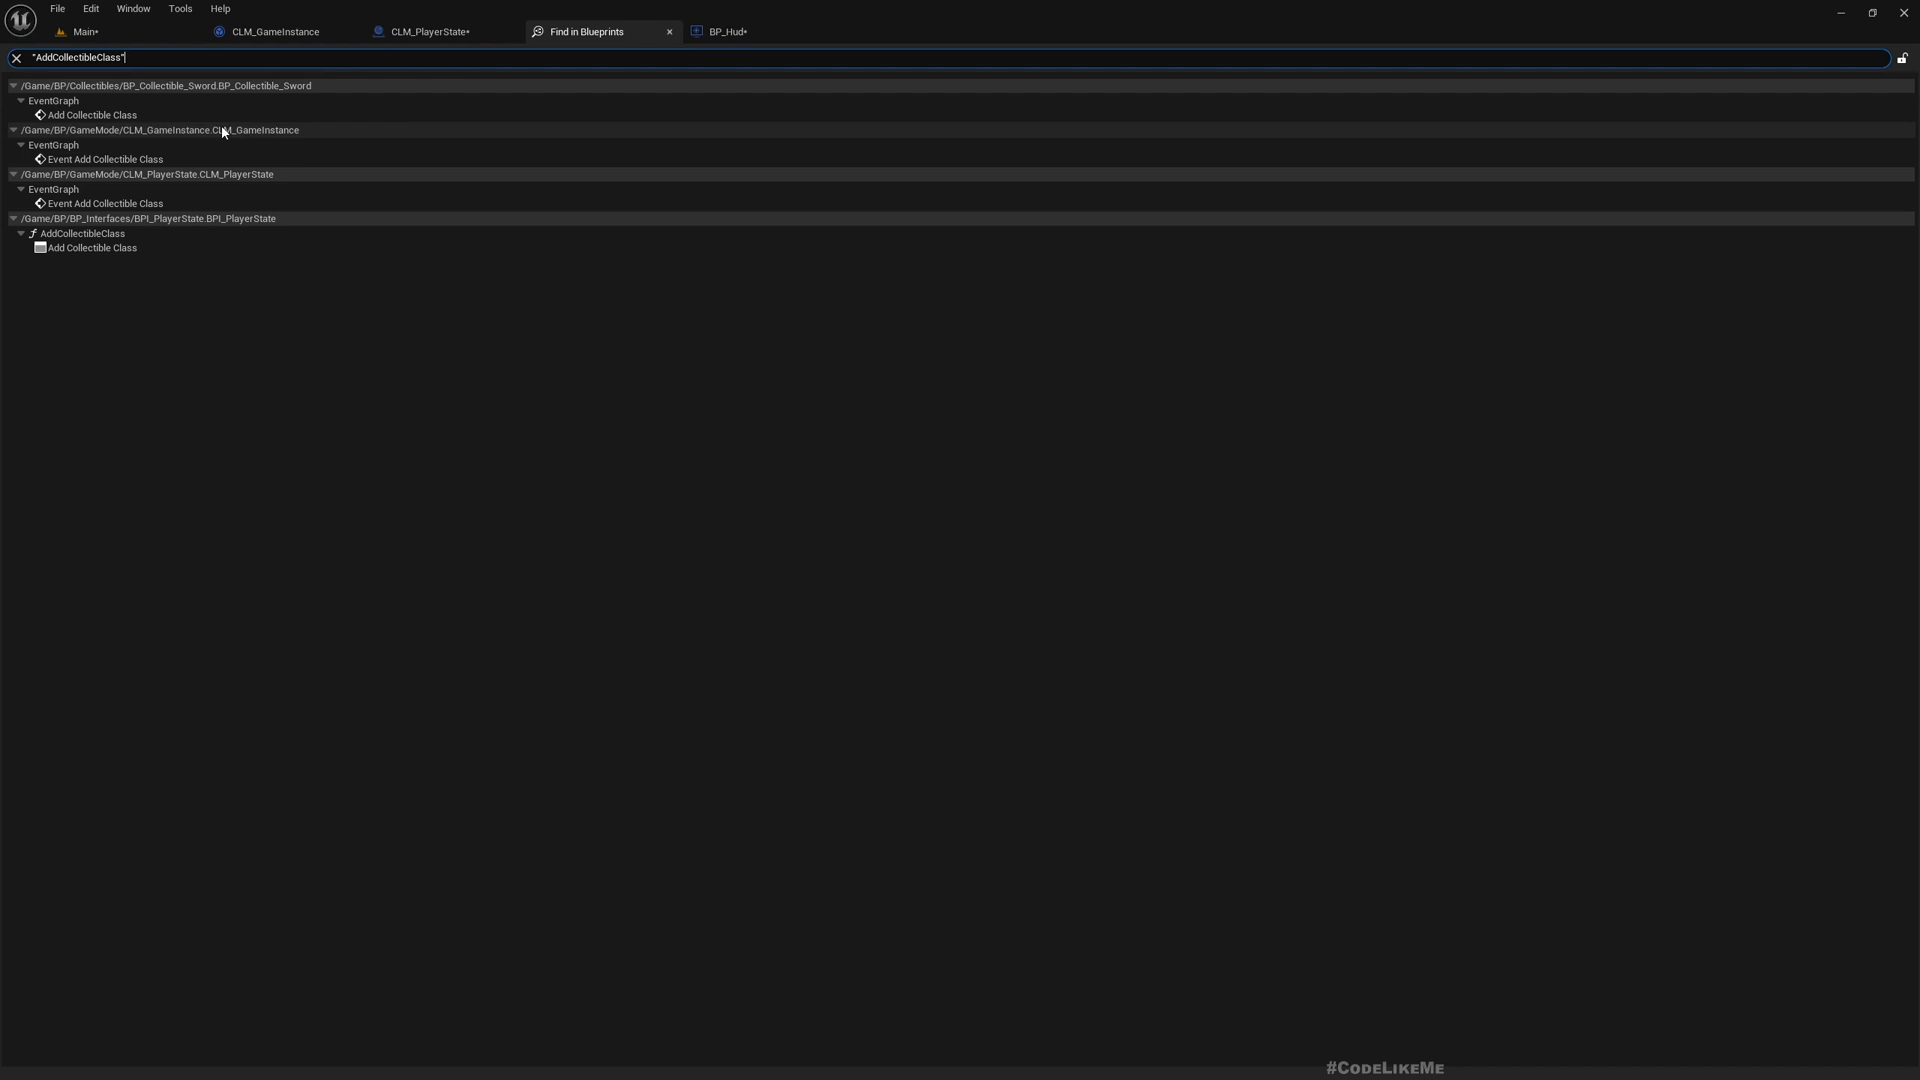 File Edit Window Tools Help
Main* CLM_GameInstance CLM_PlayerState* Find in Blueprints BP_Hud*
"AddCollectibleClass"
/Game/BP/Collectibles/BP_Collectible_Sword.BP_Collectible_Sword
EventGraph
Add Collectible Class
/Game/BP/GameMode/CLM_GameInstance.CLM_GameInstance
EventGraph
Event Add Collectible Class
/Game/BP/GameMode/CLM_PlayerState.CLM_PlayerState
EventGraph
Event Add Collectible Class
/Game/BP/BP_Interfaces/BPI_PlayerState.BPI_PlayerState
AddCollectibleClass
Add Collectible Class
#CodeLikeMe